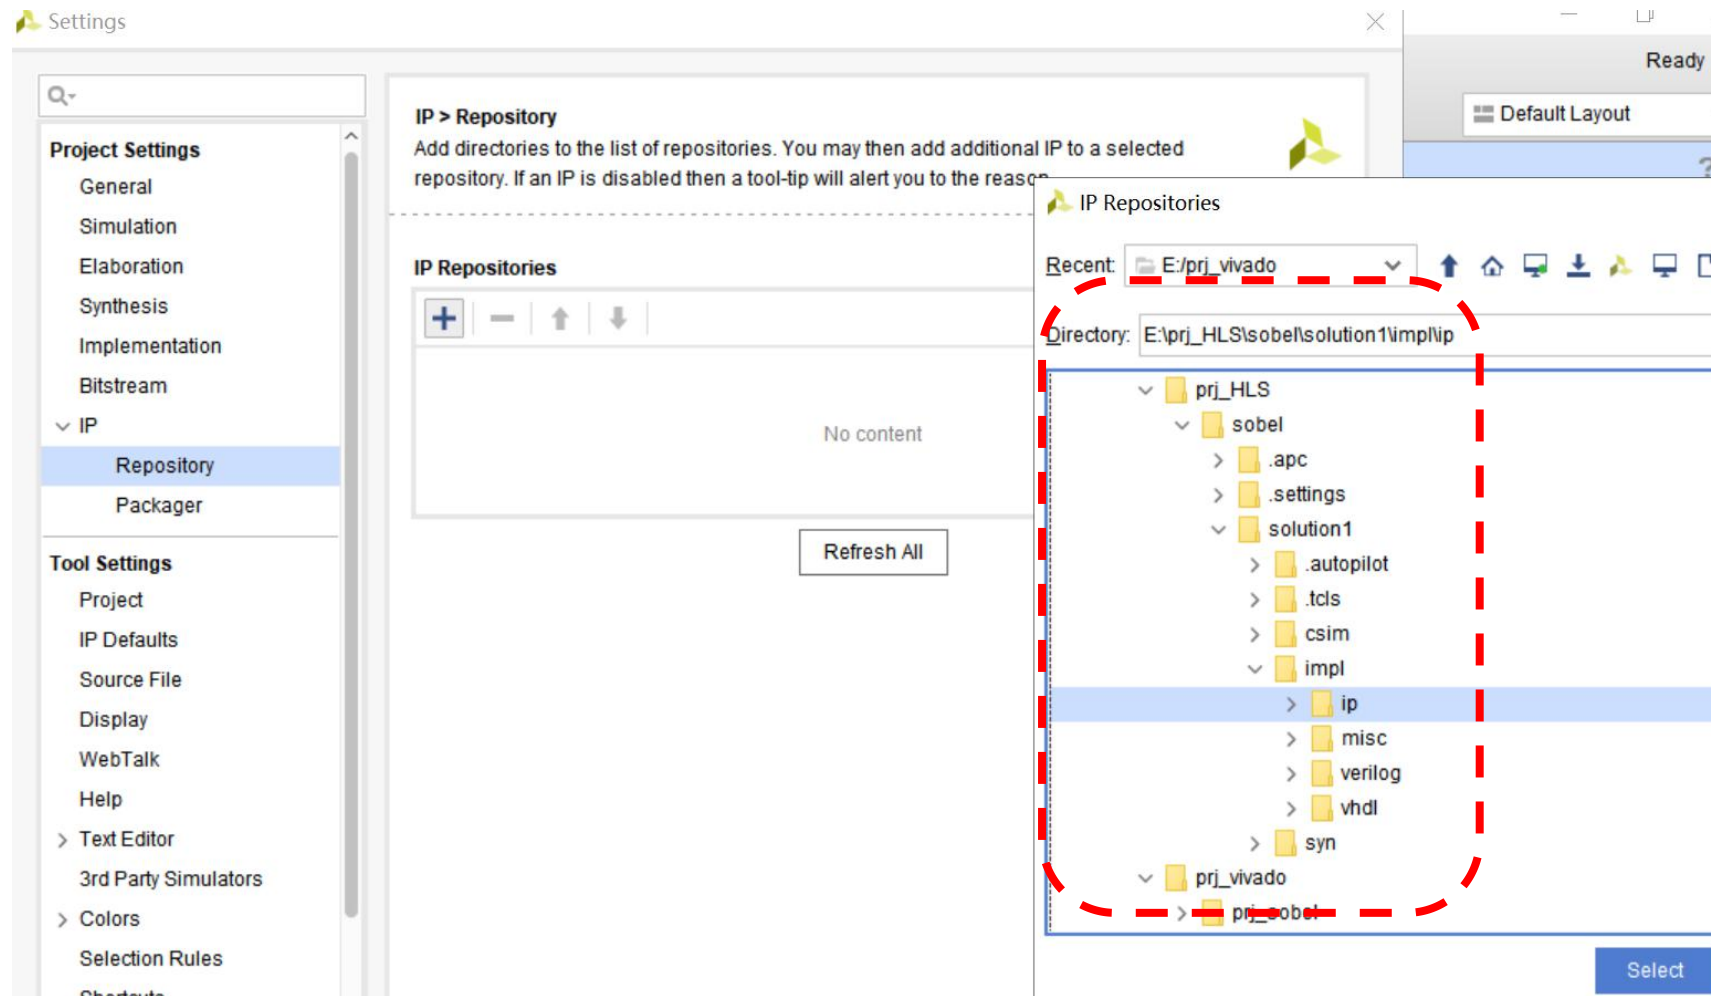 Settings
Ready
Default Layout
?
Project Settings
General
Simulation
Elaboration
Synthesis
Implementation
Bitstream
IP
Repository
Packager
Tool Settings
Project
IP Defaults
Source File
Display
WebTalk
Help
Text Editor
3rd Party Simulators
Colors
Selection Rules
IP > Repository
Add directories to the list of repositories. You may then add additional IP to a selected
repository. If an IP is disabled then a tool-tip will alert you to the reason
IP Repositories
No content
Refresh All
IP Repositories
Recent: E:/prj_vivado
Directory: E:\prj_HLS\sobel\solution1\impl\ip
prj_HLS
sobel
.apc
.settings
solution1
.autopilot
.tcls
csim
impl
ip
misc
verilog
vhdl
syn
prj_vivado
prj_sobel
Select